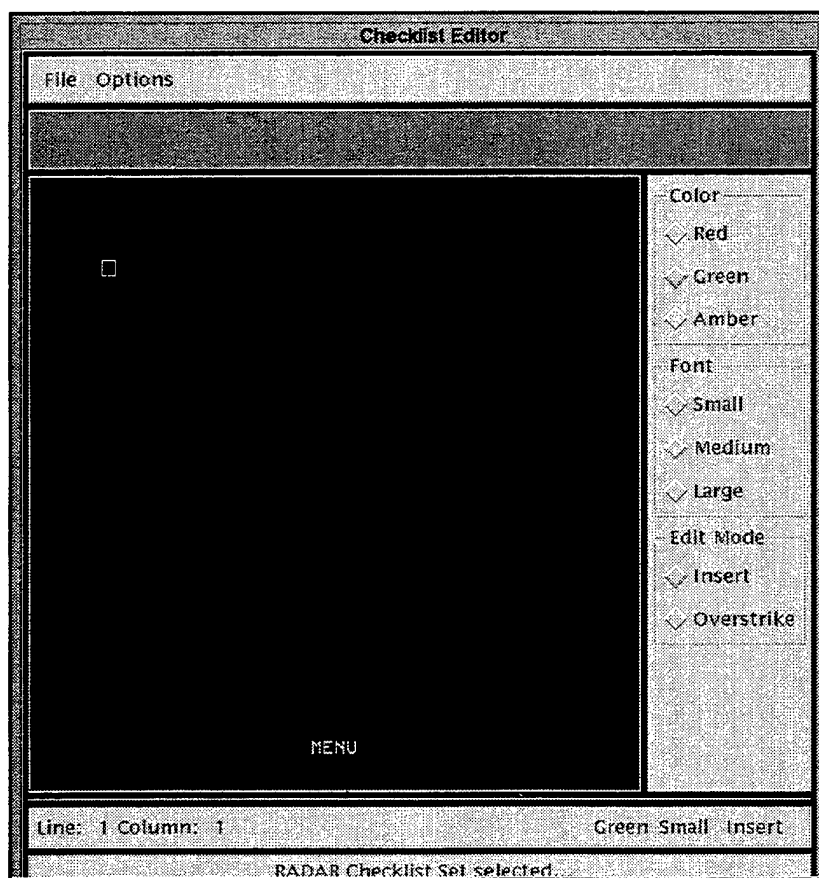 Checklist Editor
File Options
Color
Red
Green
Amber
Font
Small
Medium
Large
Edit Mode
Insert
Overstrike
MENU
Line: 1 Column: 1 Green Small Insert
RADAR Checklist Set selected...